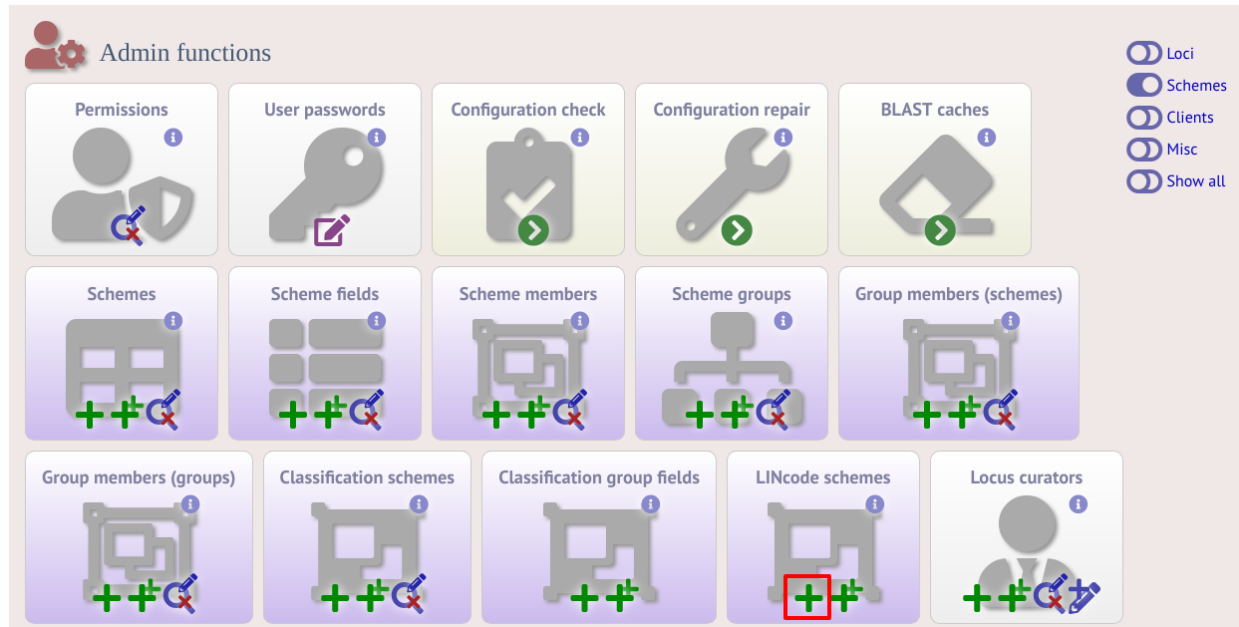 Admin functions
Loci
Schemes
Clients
Misc
Show all
Permissions
User passwords
Configuration check
Configuration repair
BLAST caches
Schemes
Scheme fields
Scheme members
Scheme groups
Group members (schemes)
Group members (groups)
Classification schemes
Classification group fields
LINcode schemes
Locus curators